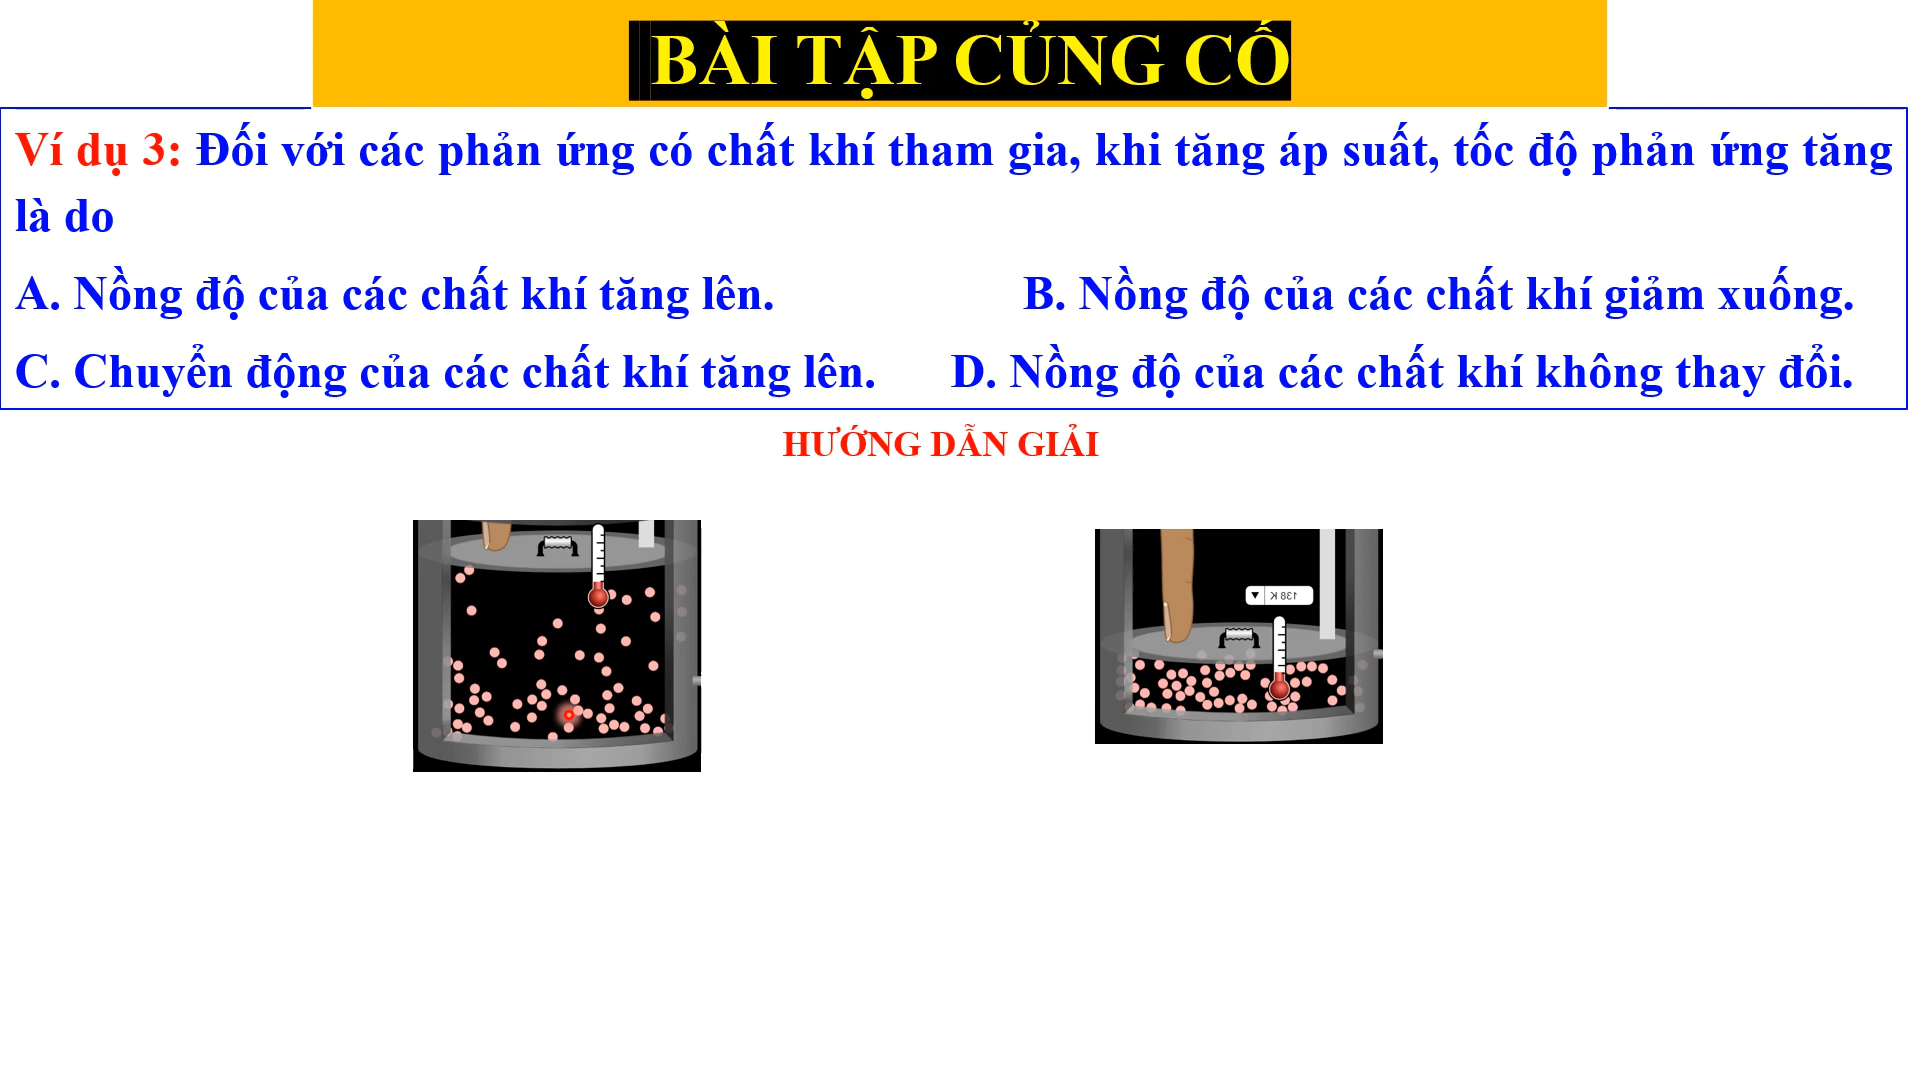 BÀI TẬP CỦNG CỐ
Ví dụ 3: Đối với các phản ứng có chất khí tham gia, khi tăng áp suất, tốc độ phản ứng tăng
là do
A. Nồng độ của các chất khí tăng lên. B. Nồng độ của các chất khí giảm xuống.
C. Chuyển động của các chất khí tăng lên. D. Nồng độ của các chất khí không thay đổi.
HƯỚNG DẪN GIẢI
138 K